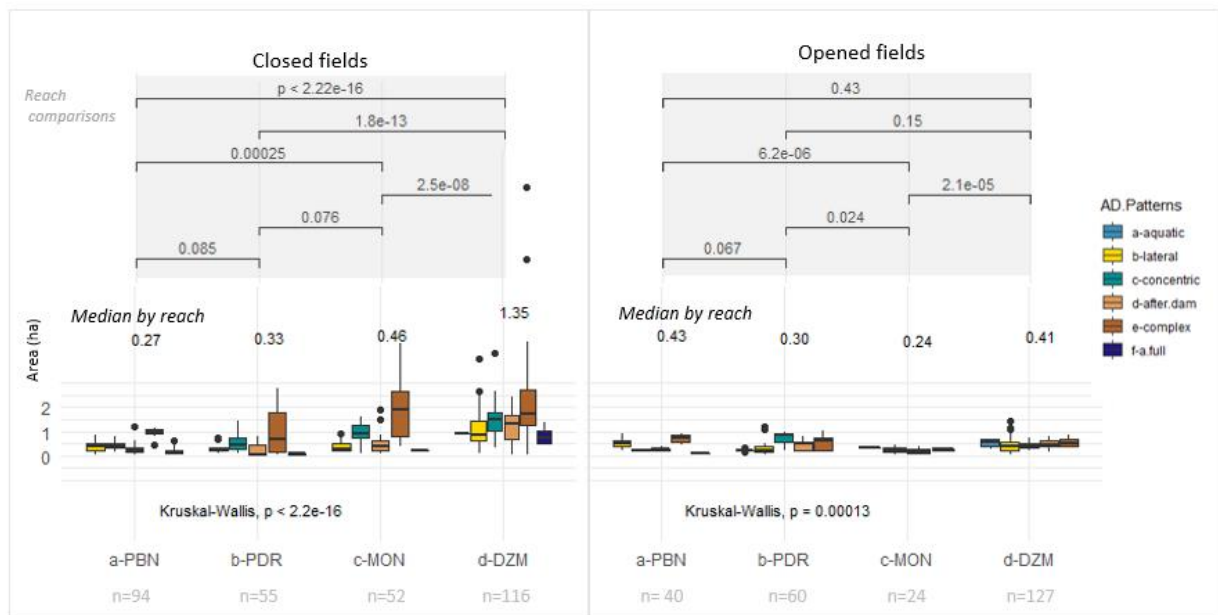 Closed fields
Opened fields
Reach
comparisons
p < 2.22e-16
1.8e-13
0.00025
2.5e-08
0.076
0.085
0.43
0.15
6.2e-06
2.1e-05
0.024
0.067
AD.Patterns
a-aquatic
b-lateral
c-concentric
d-after.dam
e-complex
f-a.full
Area (ha)
Median by reach
0.27
0.33
0.46
1.35
Median by reach
0.43
0.30
0.24
0.41
2
1
0
Kruskal-Wallis, p < 2.2e-16
Kruskal-Wallis, p = 0.00013
a-PBN
b-PDR
c-MON
d-DZM
a-PBN
b-PDR
c-MON
d-DZM
n=94
n=55
n=52
n=116
n= 40
n=60
n=24
n=127